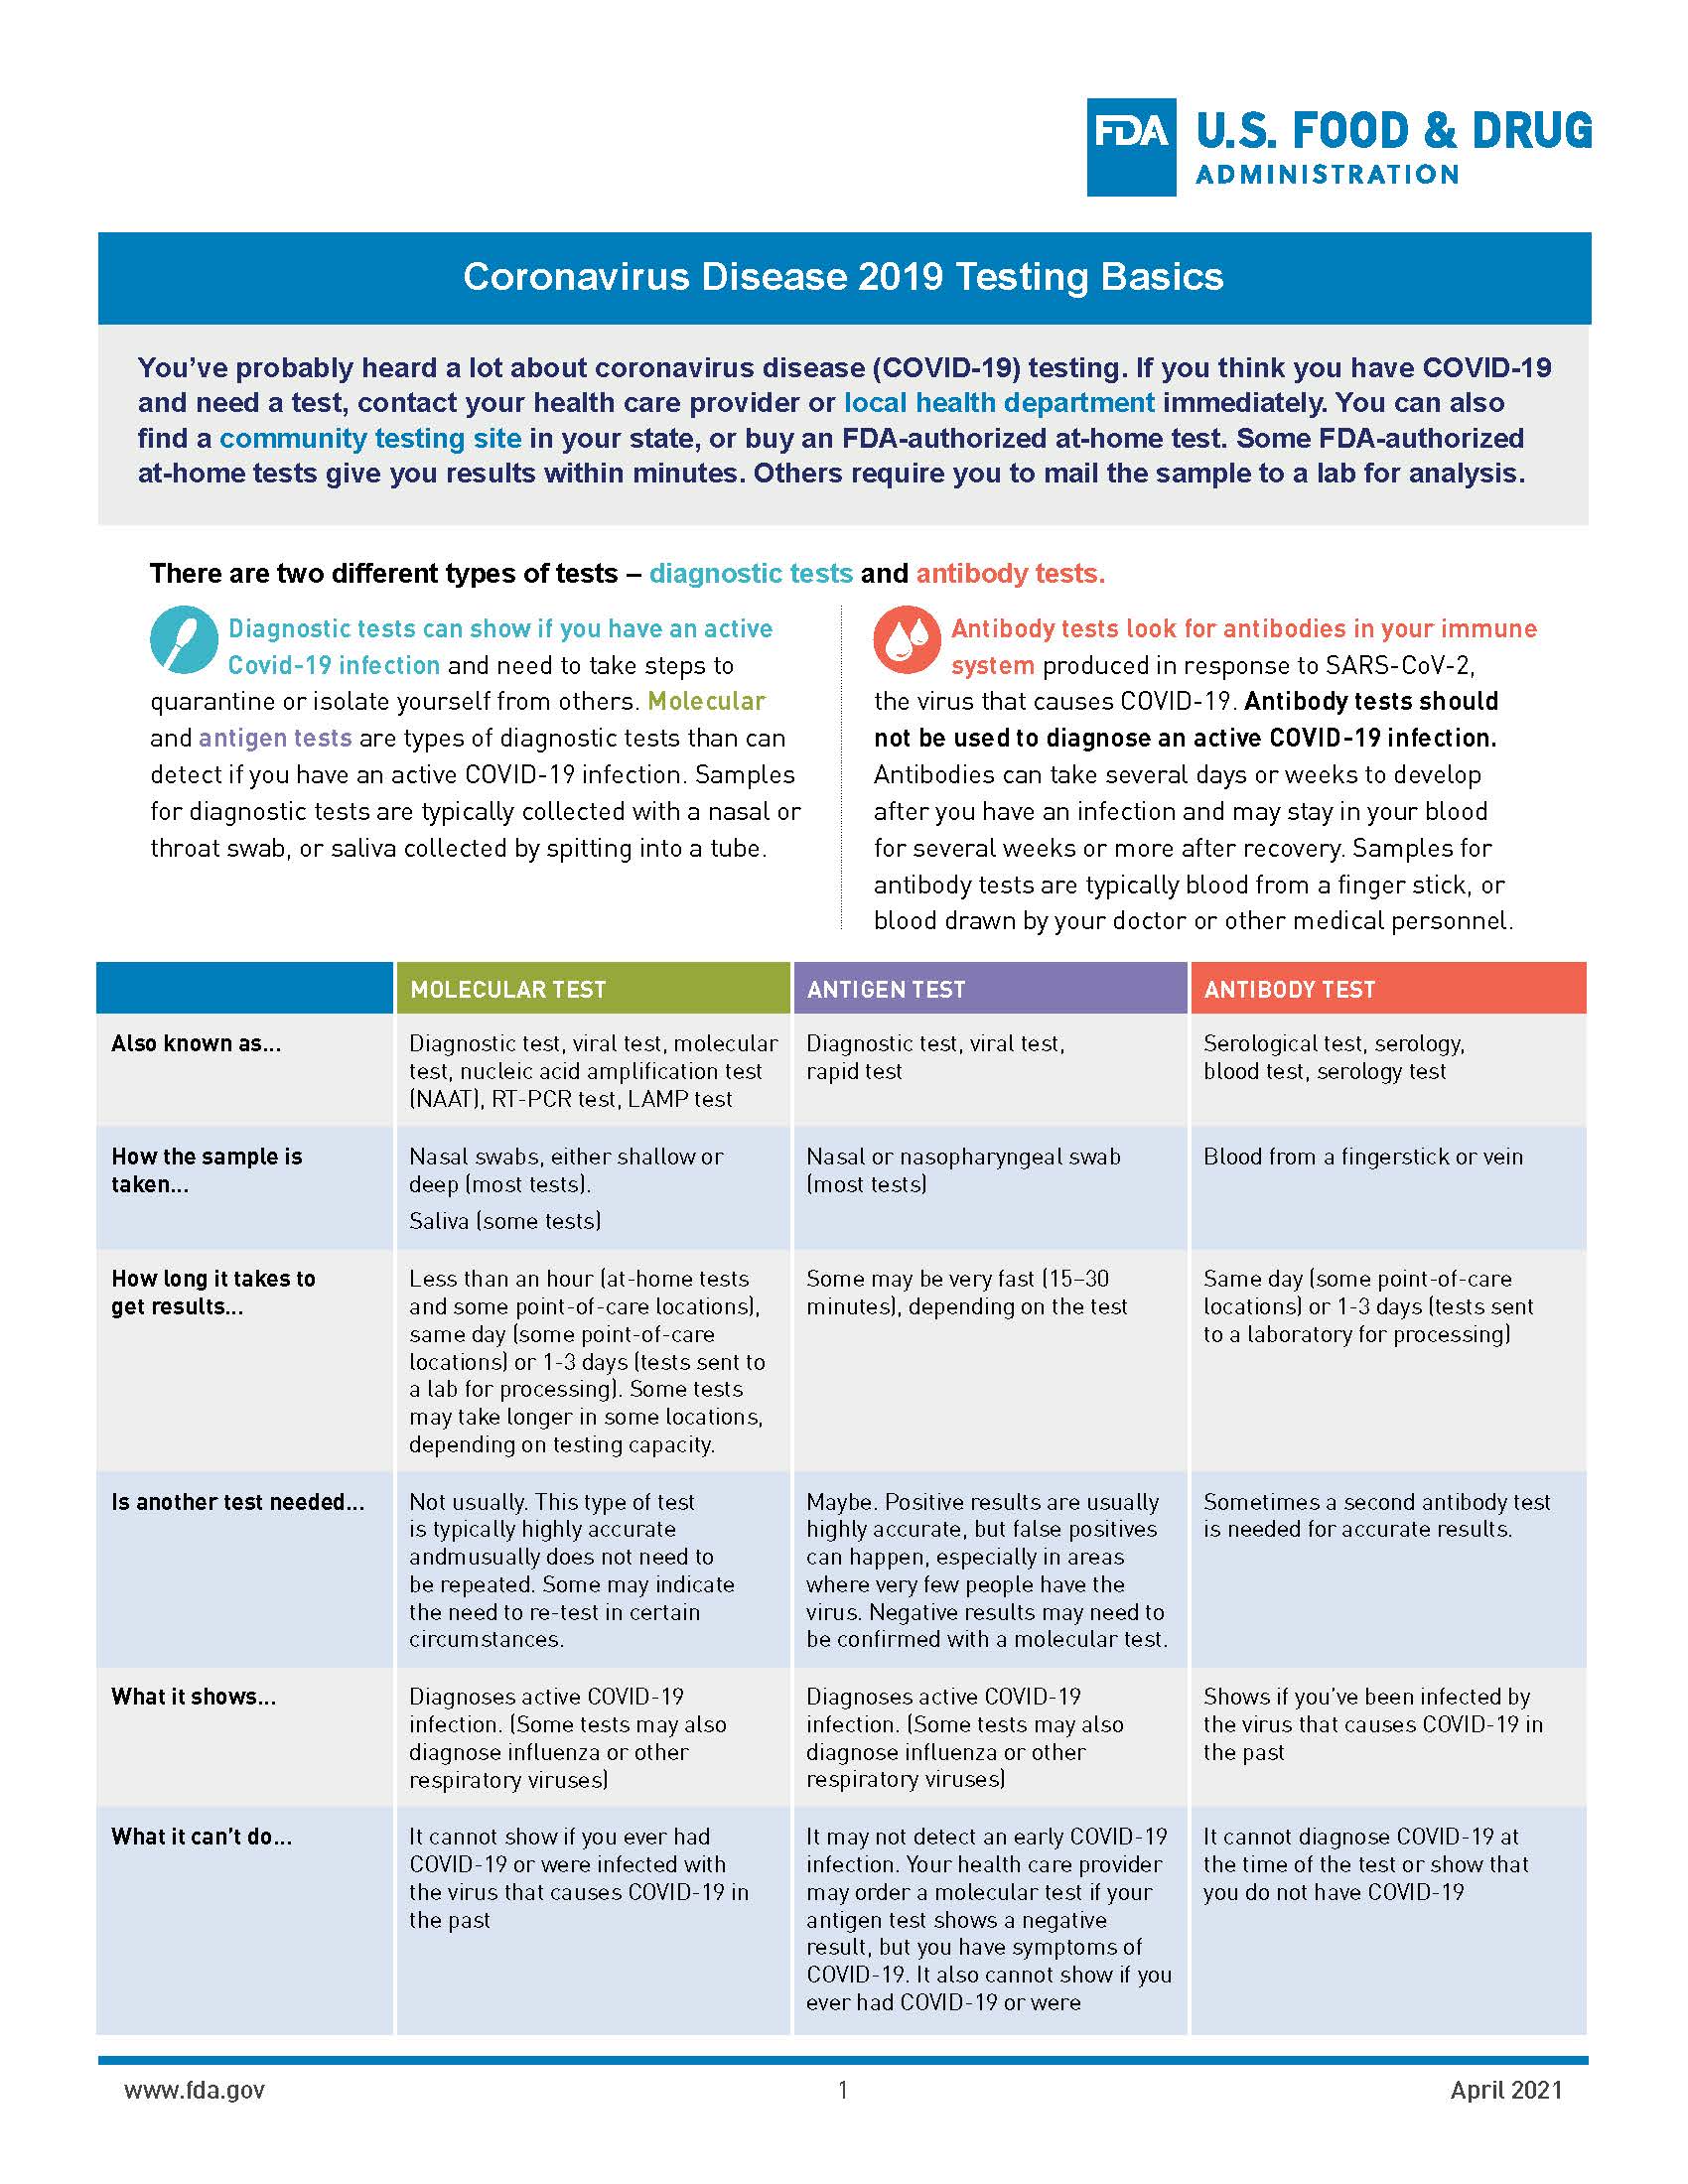 FDA U.S. FOOD & DRUG
ADMINISTRATION
Coronavirus Disease 2019 Testing Basics
You've probably heard a lot about coronavirus disease (COVID-19) testing. If you think you have COVID-19
and need a test, contact your health care provider or local health department immediately. You can also
find a community testing site in your state, or buy an FDA-authorized at-home test. Some FDA-authorized
at-home tests give you results within minutes. Others require you to mail the sample to a lab for analysis.
There are two different types of tests – diagnostic tests and antibody tests.
Diagnostic tests can show if you have an active
Covid-19 infection and need to take steps to
quarantine or isolate yourself from others. Molecular
and antigen tests are types of diagnostic tests than can
detect if you have an active COVID-19 infection. Samples
for diagnostic tests are typically collected with a nasal or
throat swab, or saliva collected by spitting into a tube.
Antibody tests look for antibodies in your immune
system produced in response to SARS-CoV-2,
the virus that causes COVID-19. Antibody tests should
not be used to diagnose an active COVID-19 infection.
Antibodies can take several days or weeks to develop
after you have an infection and may stay in your blood
for several weeks or more after recovery. Samples for
antibody tests are typically blood from a finger stick, or
blood drawn by your doctor or other medical personnel.
MOLECULAR TEST
ANTIGEN TEST
ANTIBODY TEST
Also known as...
Diagnostic test, viral test, molecular
test, nucleic acid amplification test
(NAAT), RT-PCR test, LAMP test
Diagnostic test, viral test,
rapid test
Serological test, serology,
blood test, serology test
How the sample is
taken...
Nasal swabs, either shallow or
deep (most tests).
Saliva (some tests)
Nasal or nasopharyngeal swab
(most tests)
Blood from a fingerstick or vein
How long it takes to
get results...
Less than an hour (at-home tests
and some point-of-care locations),
same day (some point-of-care
locations) or 1-3 days (tests sent to
a lab for processing). Some tests
may take longer in some locations,
depending on testing capacity.
Some may be very fast (15–30
minutes), depending on the test
Same day (some point-of-care
locations) or 1-3 days (tests sent
to a laboratory for processing)
Is another test needed...
Not usually. This type of test
is typically highly accurate
andmusually does not need to
be repeated. Some may indicate
the need to re-test in certain
circumstances.
Maybe. Positive results are usually
highly accurate, but false positives
can happen, especially in areas
where very few people have the
virus. Negative results may need to
be confirmed with a molecular test.
Sometimes a second antibody test
is needed for accurate results.
What it shows...
Diagnoses active COVID-19
infection. (Some tests may also
diagnose influenza or other
respiratory viruses)
Diagnoses active COVID-19
infection. (Some tests may also
diagnose influenza or other
respiratory viruses)
Shows if you've been infected by
the virus that causes COVID-19 in
the past
What it can't do...
It cannot show if you ever had
COVID-19 or were infected with
the virus that causes COVID-19 in
the past
It may not detect an early COVID-19
infection. Your health care provider
may order a molecular test if your
antigen test shows a negative
result, but you have symptoms of
COVID-19. It also cannot show if you
ever had COVID-19 or were
It cannot diagnose COVID-19 at
the time of the test or show that
you do not have COVID-19
www.fda.gov
1
April 2021